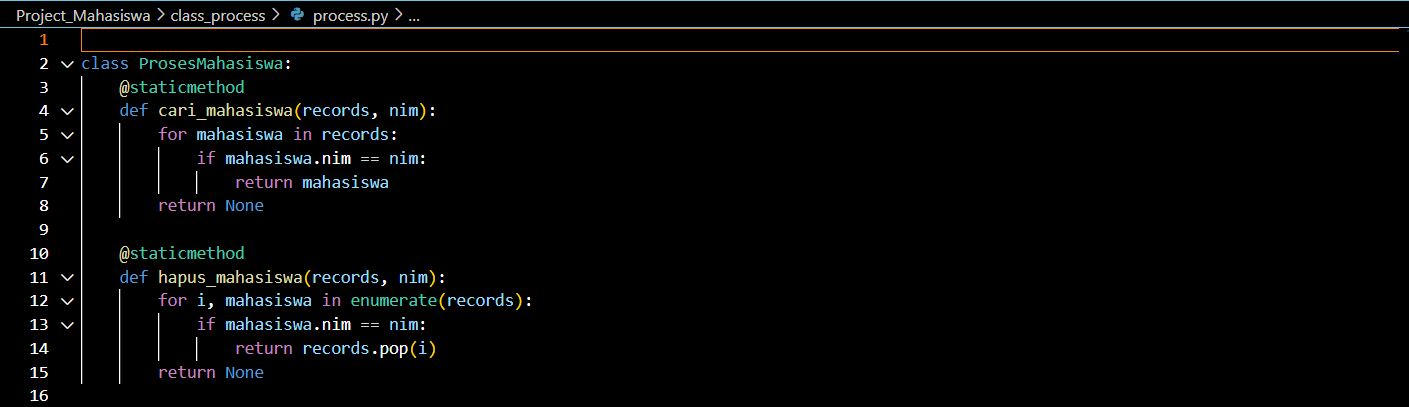 Project_Mahasiswa > class_process > process.py > ...
1
2 class ProsesMahasiswa:
3     @staticmethod
4     def cari_mahasiswa(records, nim):
5         for mahasiswa in records:
6             if mahasiswa.nim == nim:
7                 return mahasiswa
8         return None
9
10     @staticmethod
11     def hapus_mahasiswa(records, nim):
12         for i, mahasiswa in enumerate(records):
13             if mahasiswa.nim == nim:
14                 return records.pop(i)
15         return None
16